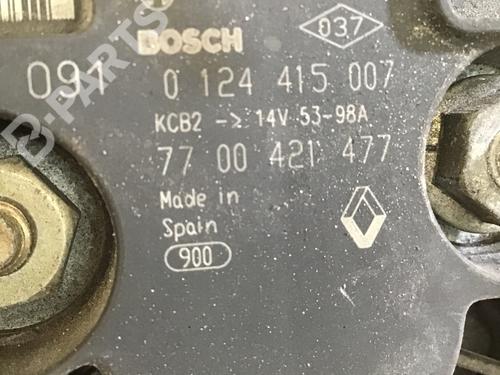 BOSCH
037
097
0 124 415 007
KCB2 -> 14V 53-98A
77 00 421 477
Made in
Spain
900
B-PARTS